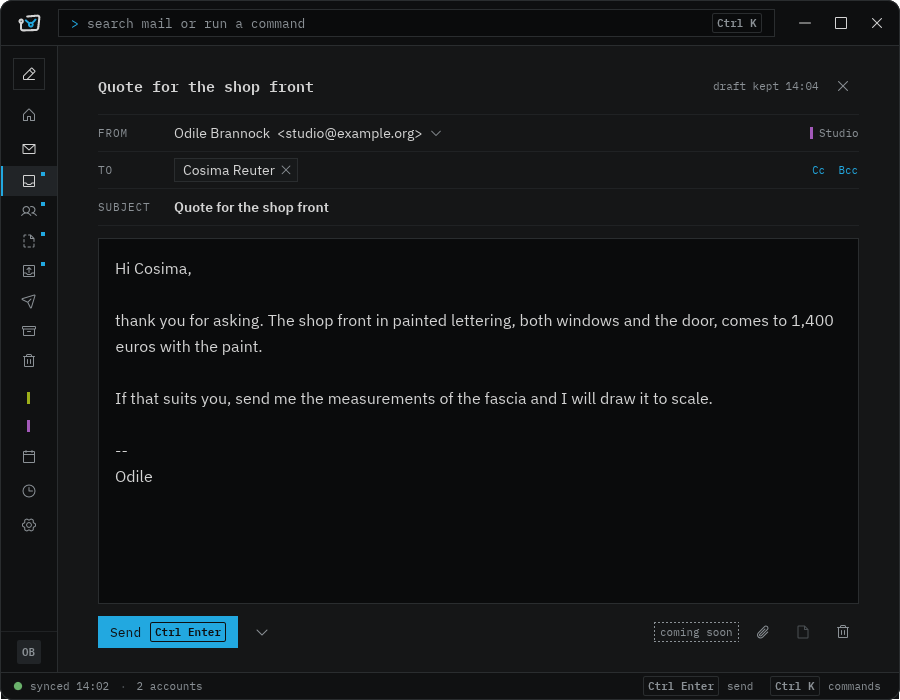 > search mail or run a command Ctrl K
Quote for the shop front draft kept 14:04
FROM Odile Brannock <studio@example.org> Studio
TO Cosima Reuter Cc Bcc
SUBJECT Quote for the shop front
Hi Cosima,
thank you for asking. The shop front in painted lettering, both windows and the door, comes to 1,400
euros with the paint.
If that suits you, send me the measurements of the fascia and I will draw it to scale.
--
Odile
Send Ctrl Enter coming soon
OB
synced 14:02 · 2 accounts Ctrl Enter send Ctrl K commands